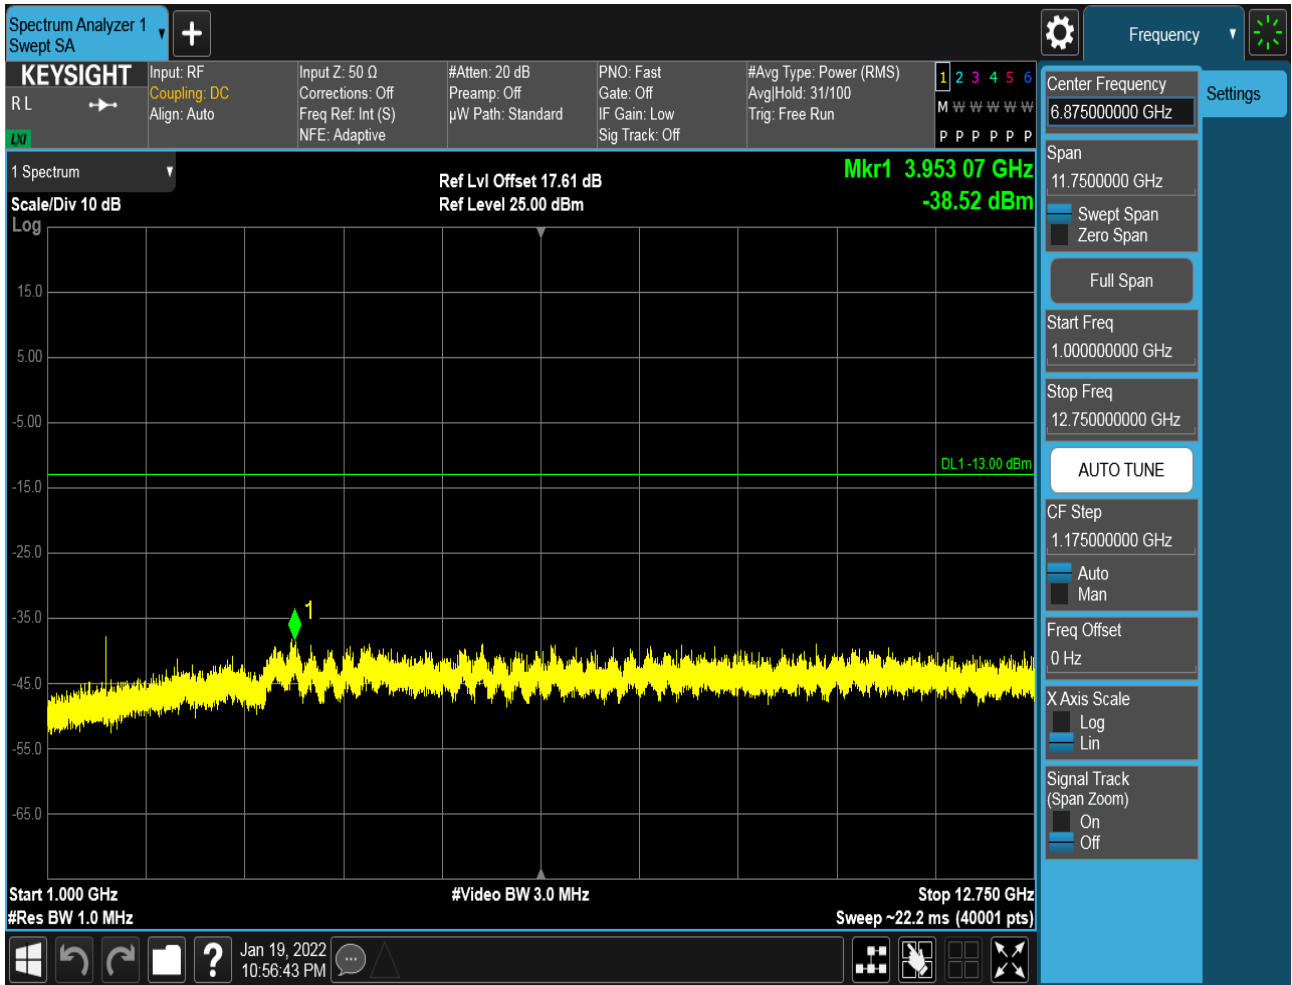 Spectrum Analyzer 1
Swept SA
Frequency
KEYSIGHT
R L
LXI
Input: RF
Coupling: DC
Align: Auto
Input Z: 50 Ω
Corrections: Off
Freq Ref: Int (S)
NFE: Adaptive
#Atten: 20 dB
Preamp: Off
µW Path: Standard
PNO: Fast
Gate: Off
IF Gain: Low
Sig Track: Off
#Avg Type: Power (RMS)
Avg|Hold: 31/100
Trig: Free Run
1 2 3 4 5 6
M W W W W W
P P P P P P
1 Spectrum
Scale/Div 10 dB
Log
Ref Lvl Offset 17.61 dB
Ref Level 25.00 dBm
Mkr1 3.953 07 GHz
-38.52 dBm
15.0
5.00
-5.00
DL1 -13.00 dBm
-15.0
-25.0
-35.0
1
-45.0
-55.0
-65.0
Start 1.000 GHz
#Res BW 1.0 MHz
#Video BW 3.0 MHz
Stop 12.750 GHz
Sweep ~22.2 ms (40001 pts)
Jan 19, 2022
10:56:43 PM
Center Frequency
6.875000000 GHz
Settings
Span
11.7500000 GHz
Swept Span
Zero Span
Full Span
Start Freq
1.000000000 GHz
Stop Freq
12.750000000 GHz
AUTO TUNE
CF Step
1.175000000 GHz
Auto
Man
Freq Offset
0 Hz
X Axis Scale
Log
Lin
Signal Track
(Span Zoom)
On
Off